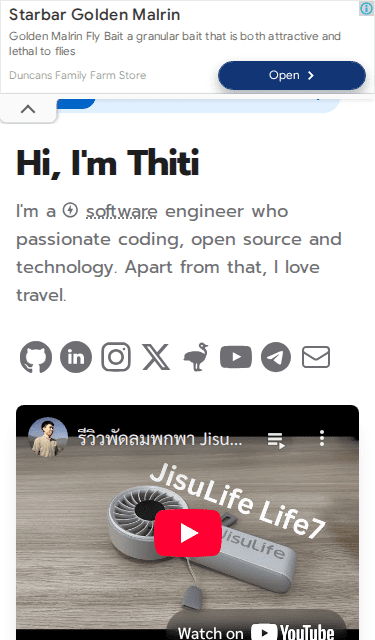 Starbar Golden Malrin
Golden Malrin Fly Bait a granular bait that is both attractive and
lethal to flies
Duncans Family Farm Store
Open
Hi, I'm Thiti
I'm a software engineer who
passionate coding, open source and
technology. Apart from that, I love
travel.
in
รีวิวพัดลมพกพา Jisu...
JisuLife Life7
JisuLife
Watch on YouTube